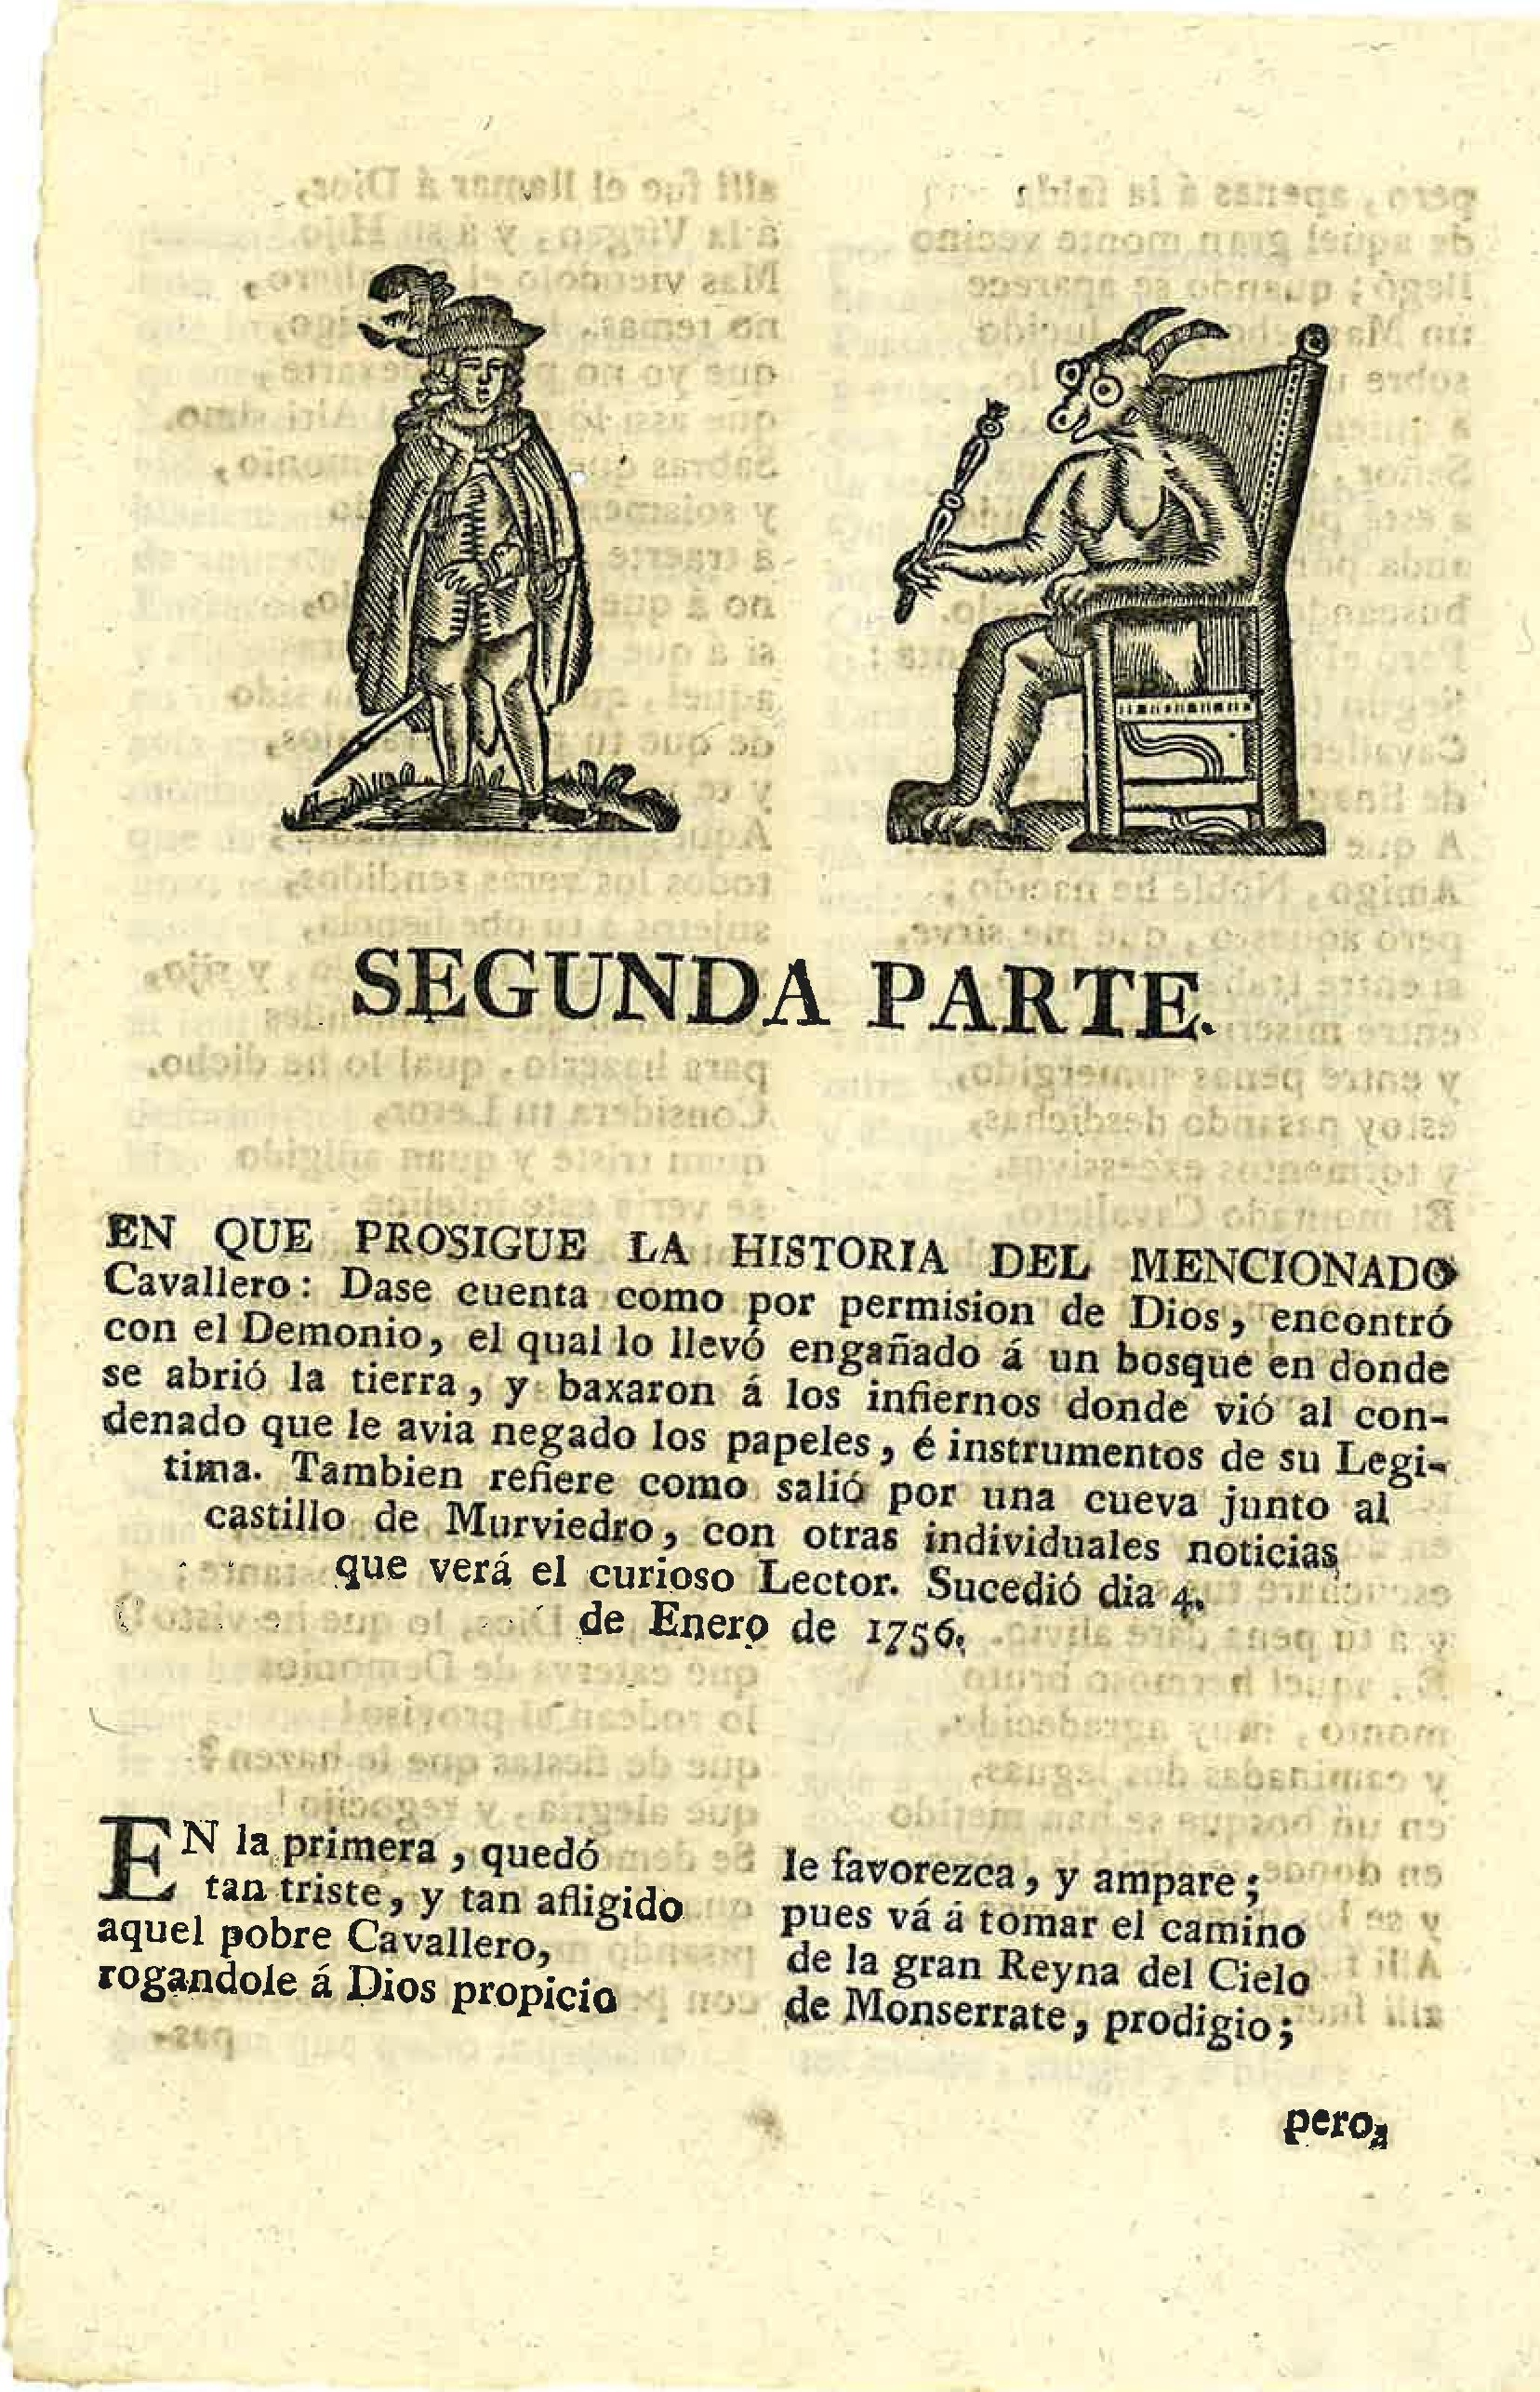 SEGUNDA PARTE.
EN QUE PROSIGUE LA HISTORIA DEL MENCIONADO
Cavallero: Dase cuenta como por permision de Dios, encontró
con el Demonio, el qual lo llevó engañado á un bosque en donde
se abrió la tierra, y baxaron á los infiernos donde vió al con-
denado que le avia negado los papeles, é instrumentos de su Legi-
tima. Tambien refiere como salió por una cueva junto al
castillo de Murviedro, con otras individuales noticias
que verá el curioso Lector. Sucedió dia 4.
de Enero de 1756.
EN la primera, quedó
tan triste, y tan afligido
aquel pobre Cavallero,
rogandole á Dios propicio
le favorezca, y ampare;
pues vá á tomar el camino
de la gran Reyna del Cielo
de Monserrate, prodigio;
pero,